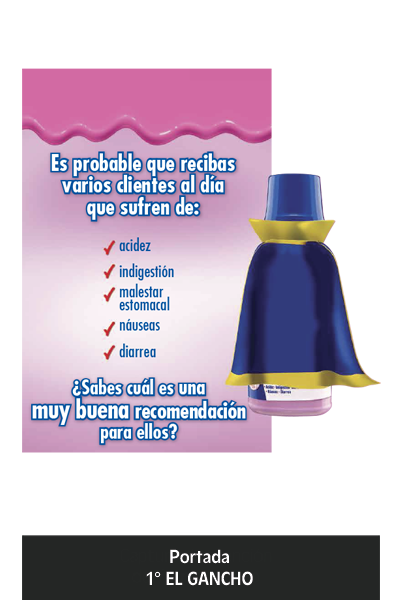 Es probable que recibas
varios clientes al día
que sufren de:
acidez
indigestión
malestar
estomacal
náuseas
diarrea
¿Sabes cuál es una
muy buena recomendación
para ellos?
Portada
1° EL GANCHO